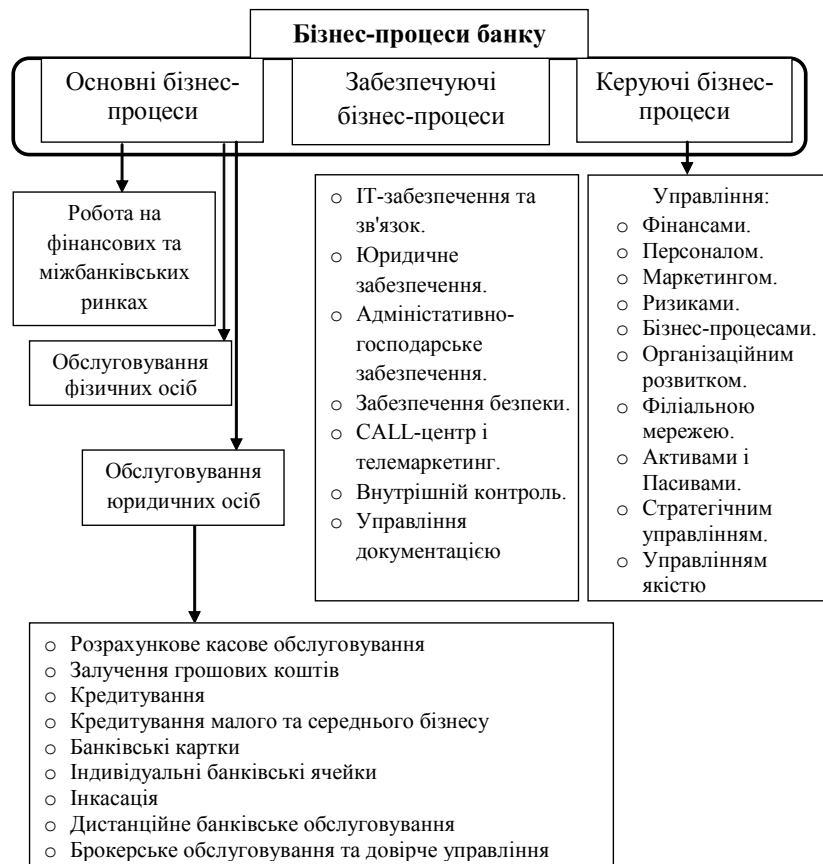 Бізнес-процеси банку
Основні бізнес-
процеси
Забезпечуючі
бізнес-процеси
Керуючі бізнес-
процеси
Робота на
фінансових та
міжбанківських
ринках
Обслуговування
фізичних осіб
Обслуговування
юридичних осіб
o ІТ-забезпечення та
зв'язок.
o Юридичне
забезпечення.
o Адміністативно-
господарське
забезпечення.
o Забезпечення безпеки.
o CALL-центр і
телемаркетинг.
o Внутрішній контроль.
o Управління
документацією
Управління:
o Фінансами.
o Персоналом.
o Маркетингом.
o Ризиками.
o Бізнес-процесами.
o Організаційним
розвитком.
o Філіальною
мережею.
o Активами і
Пасивами.
o Стратегічним
управлінням.
o Управлінням
якістю
o Розрахункове касове обслуговування
o Залучення грошових коштів
o Кредитування
o Кредитування малого та середнього бізнесу
o Банківські картки
o Індивідуальні банківські ячейки
o Інкасація
o Дистанційне банківське обслуговування
o Брокерське обслуговування та довірче управління